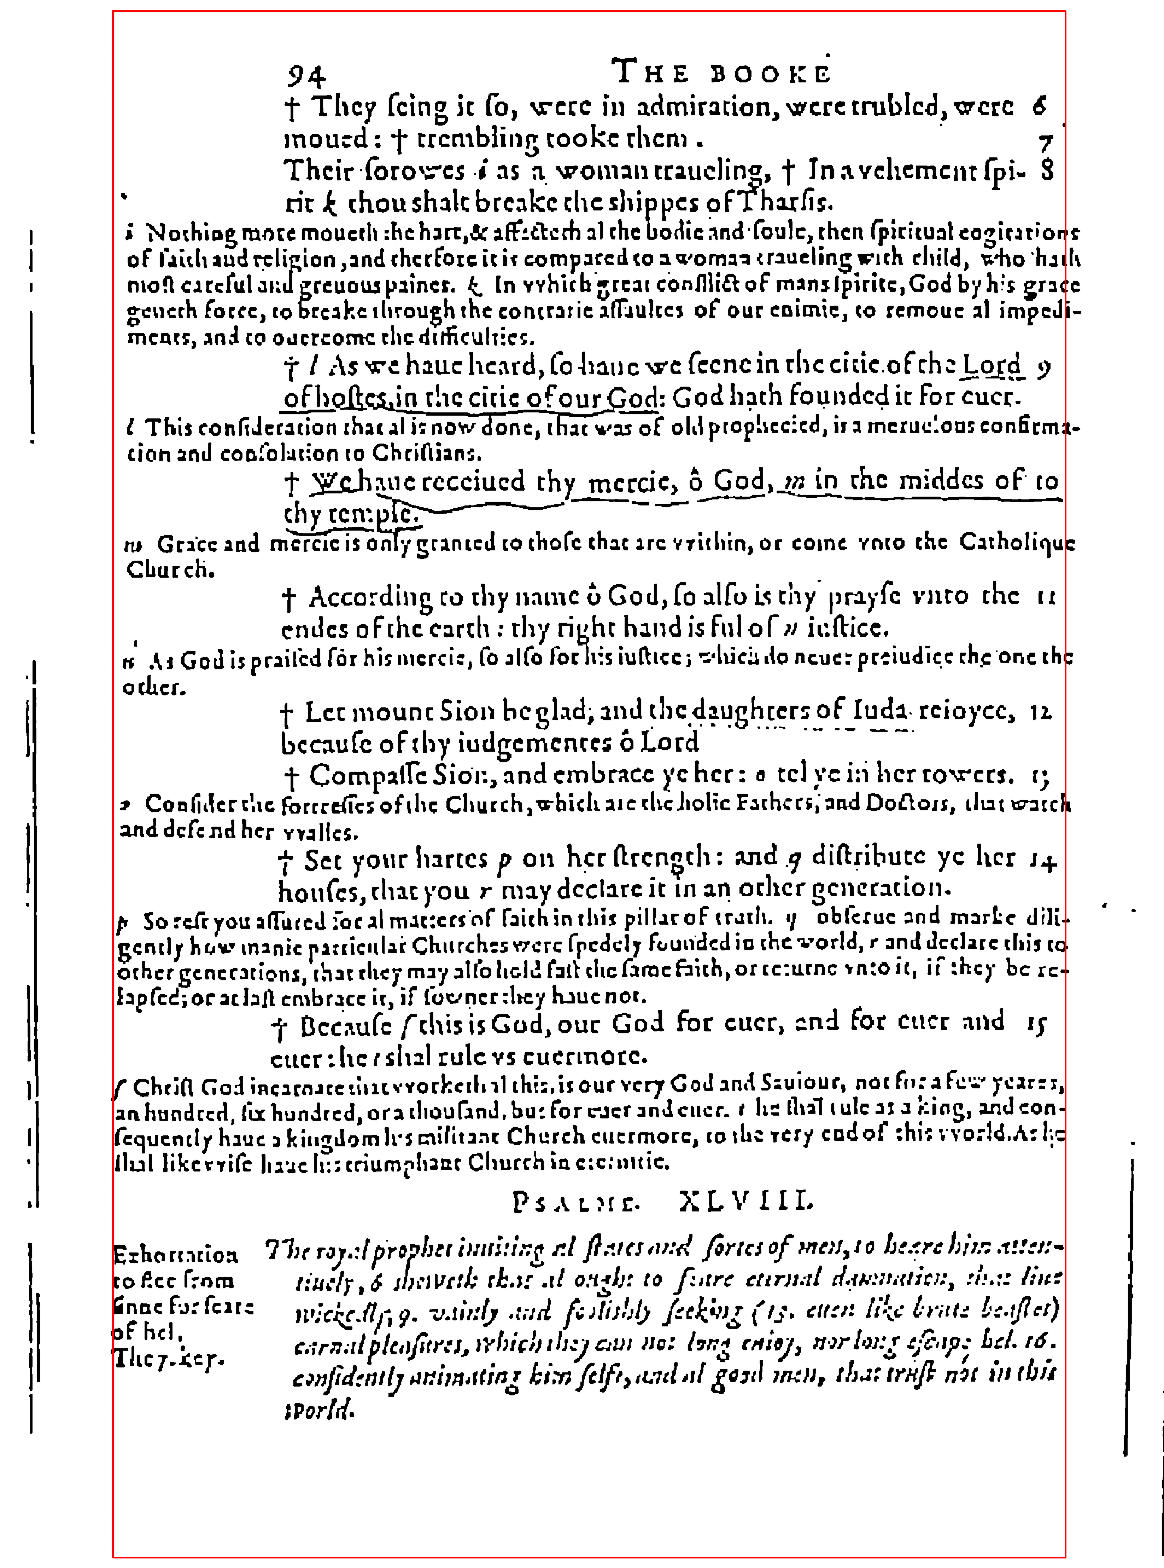 94 THE BOOKE
† They ſeing it ſo, were in admiration, were trubled, were 6
moued: † trembling tooke them. 7
Their ſorowes i as a woman traueling, † In a vehement ſpi- 8
rit k thou shalt breake the shippes of Tharſis.
i Nothing more moueth the hart, & affecteth al the bodie and ſoule, then ſpiritual cogitations
of faith and religion, and therfore it is compared to a woman traueling with child, who hath
moſt careful and greuous paines. k In vvhich great conflict of mans ſpirite, God by his grace
geueth force, to breake through the contrarie aſſaultes of our enimie, to remoue al impedi-
ments, and to ouercome the difficulties.
† l As we haue heard, ſo haue we ſeene in the citie of the Lord 9
of hoſtes, in the citie of our God: God hath founded it for euer.
l This conſideration that al is now done, that was of old prophecied, is a meruelous confirma-
tion and conſolation to Chriſtians.
† We haue receiued thy mercie, ô God, m in the middes of 10
thy temple.
m Grace and mercie is only granted to thoſe that are vvithin, or come vnto the Catholique
Church.
† According to thy name ô God, ſo alſo is thy prayſe vnto the 11
endes of the earth: thy right hand is ful of n iuſtice.
n As God is praiſed for his mercie, ſo alſo for his iuſtice; which do neuer preiudice the one the
other.
† Let mount Sion be glad, and the daughters of Iuda reioyce, 12
becauſe of thy iudgementes ô Lord
† Compaſſe Sion, and embrace ye her: o tel ye in her towers. 13
o Conſider the fortreſſes of the Church, which are the holie Fathers, and Doctors, that watch
and defend her vvalles.
† Set your hartes p on her ſtrength: and q diſtribute ye her 14
houſes, that you r may declare it in an other generation.
p So reſt you aſſured for al matters of faith in this pillar of truth. q obſerue and marke dili-
gently how manie particular Churches were ſpedely founded in the world, r and declare this to
other generations, that they may alſo hold faſt the ſame faith, or returne vnto it, if they be re-
lapſed; or at laſt embrace it, if ſowner they haue not.
† Becauſe ſ this is God, our God for euer, and for euer and 15
euer: he t shal rule vs euermore.
ſ Chriſt God incarnate that vvorketh al this, is our very God and Sauiour, not for a few yeares,
an hundred, ſix hundred, or a thouſand, but for euer and euer. t he ſhal rule as a king, and con-
ſequently haue a kingdom his militant Church euermore, to the very end of this vvorld. As he
ſhal likevviſe haue his triumphant Church in eternitie.
PSALME. XLVIII.
Exhortation
to flee from
ſinne for feare
of hel.
The 7. key.
The royal prophet inuiting al ſtates and ſortes of men, to heare him atten-
tiuely, 6 sheweth that al ought to feare eternal damnation, that liue
wickedly, 9. vainly and foolishly ſeeking (13. euen like brute beaſtes)
carnal pleaſures, which they can not long enioy, nor long eſcape hel. 16.
confidently animating him ſelfe, and al good men, that truſt not in this
world.